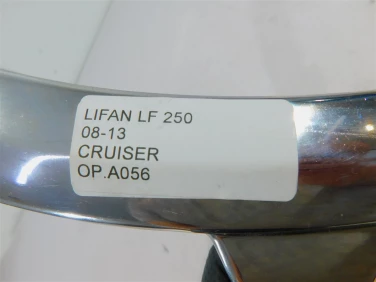 LIFAN LF 250
08-13
CRUISER
OP.A056